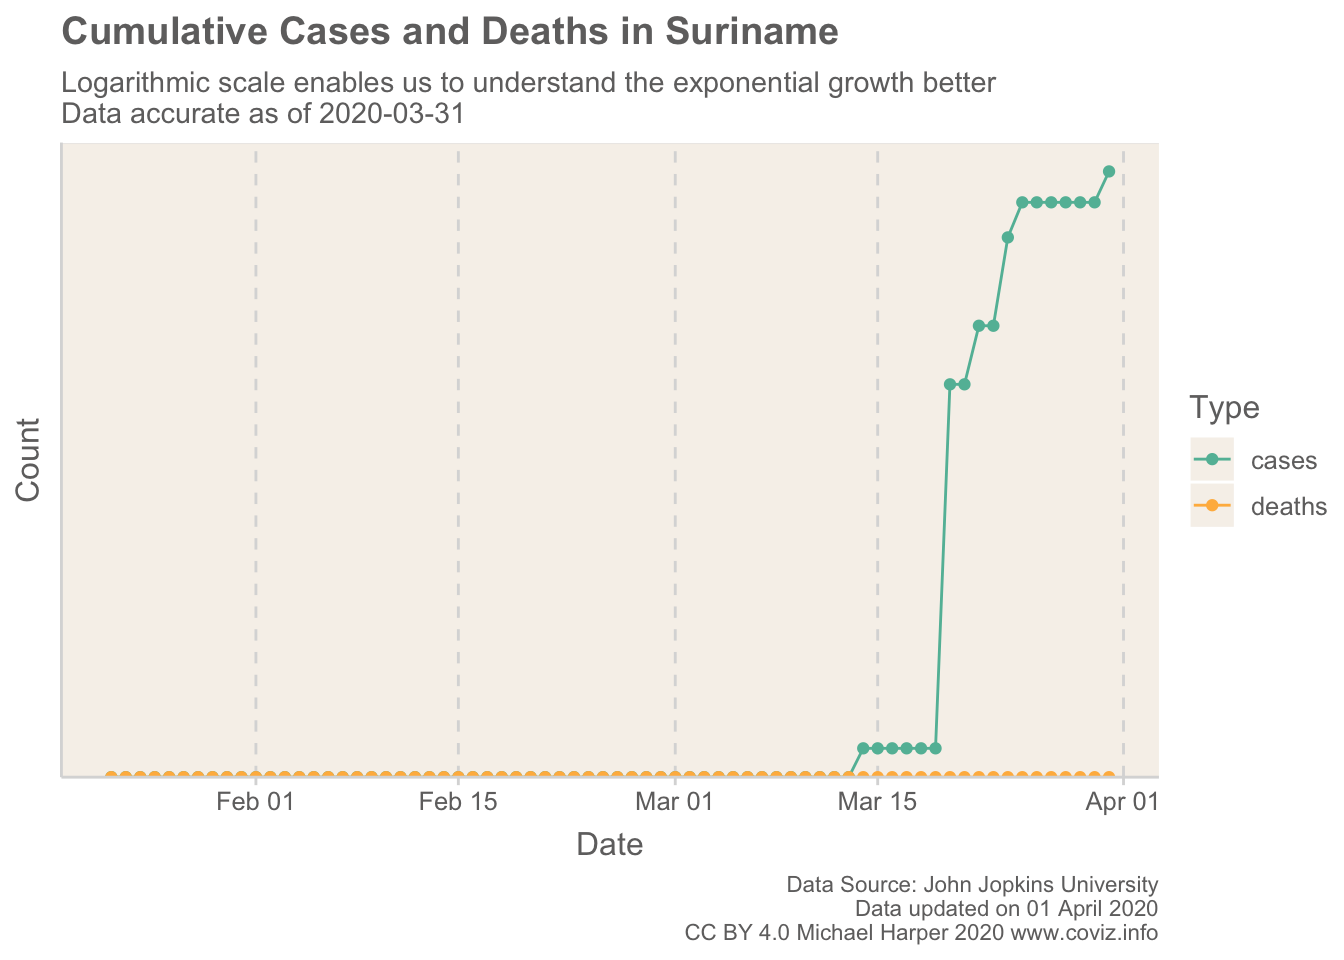 Cumulative Cases and Deaths in Suriname
Logarithmic scale enables us to understand the exponential growth better
Data accurate as of 2020-03-31
Count
Type
cases
deaths
Feb 01
Feb 15
Mar 01
Mar 15
Apr 01
Date
Data Source: John Jopkins University
Data updated on 01 April 2020
CC BY 4.0 Michael Harper 2020 www.coviz.info